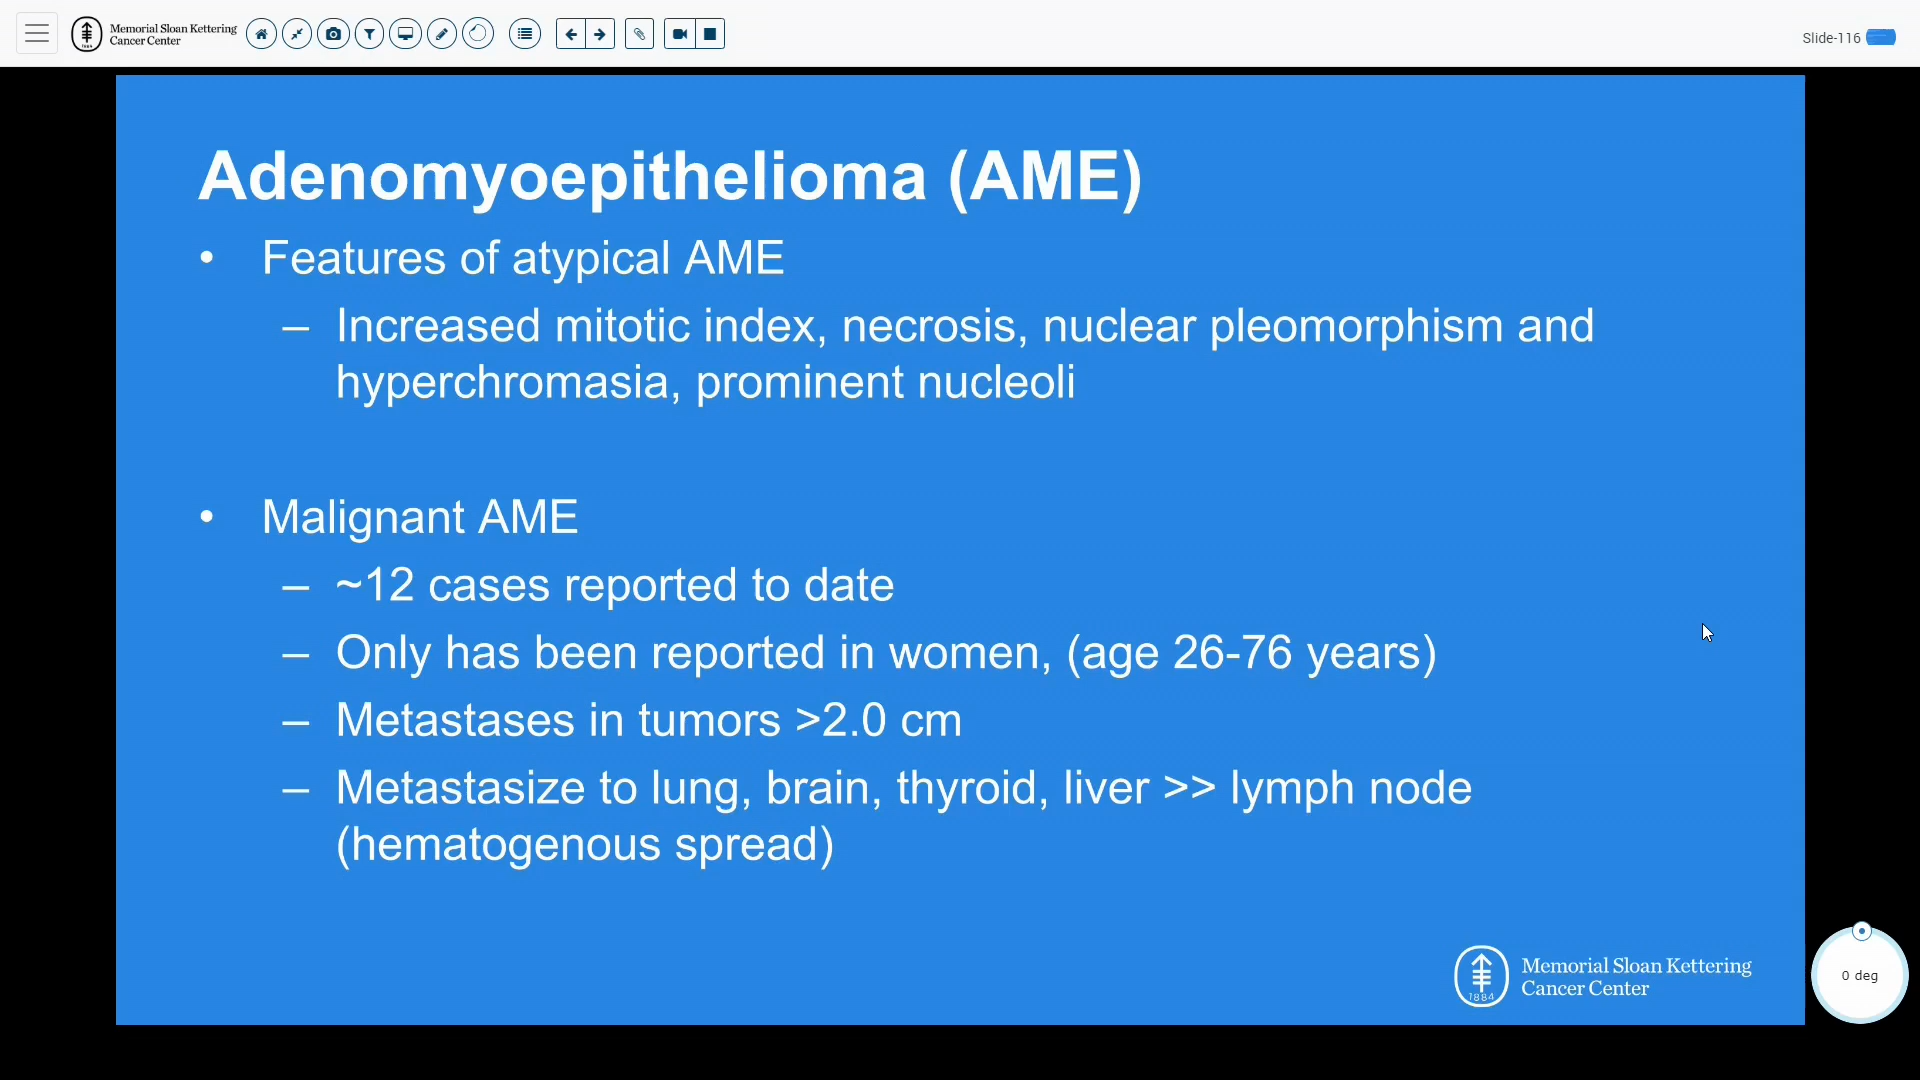 Memorial Sloan Kettering
Cancer Center
Slide-116
Adenomyoepithelioma (AME)
• Features of atypical AME
– Increased mitotic index, necrosis, nuclear pleomorphism and
hyperchromasia, prominent nucleoli
• Malignant AME
– ~12 cases reported to date
– Only has been reported in women, (age 26-76 years)
– Metastases in tumors >2.0 cm
– Metastasize to lung, brain, thyroid, liver >> lymph node
(hematogenous spread)
1884
Memorial Sloan Kettering
Cancer Center
0 deg